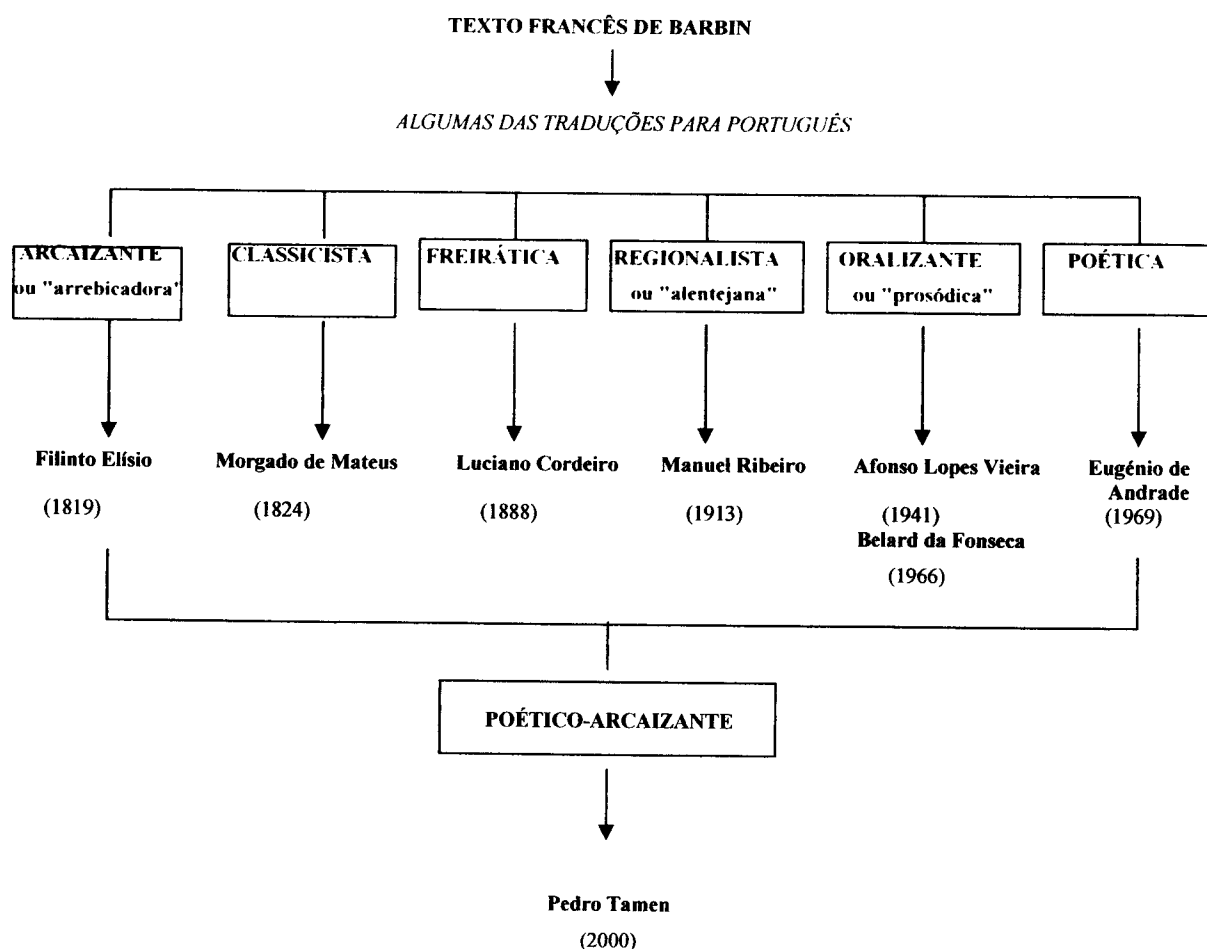 TEXTO FRANCÊS DE BARBIN
ALGUMAS DAS TRADUÇÕES PARA PORTUGUÊS
ARCAIZANTE
ou "arrebicadora"
CLASSICISTA
FREIRÁTICA
REGIONALISTA
ou "alentejana"
ORALIZANTE
ou "prosódica"
POÉTICA
Filinto Elísio
(1819)
Morgado de Mateus
(1824)
Luciano Cordeiro
(1888)
Manuel Ribeiro
(1913)
Afonso Lopes Vieira
(1941)
Belard da Fonseca
(1966)
Eugénio de
Andrade
(1969)
POÉTICO-ARCAIZANTE
Pedro Tamen
(2000)